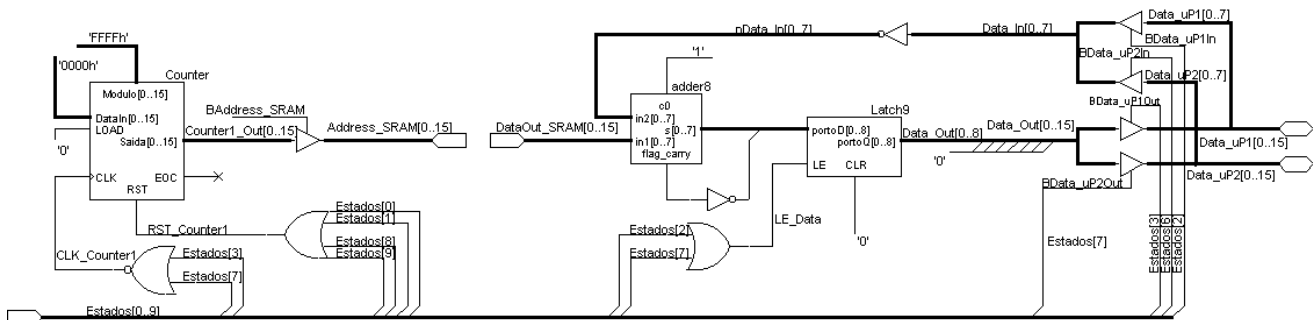 'FFFFh'
'0000h'
Counter
Modulo[0..15]
DataIn[0..15]
LOAD
Saida[0..15]
'0'
CLK
EOC
RST
BAddress_SRAM
Counter1_Out[0..15]
Address_SRAM[0..15]
RST_Counter1
CLK_Counter1
Estados[3]
Estados[7]
Estados[0]
Estados[1]
Estados[8]
Estados[9]
Estados[0..9]
nData_In[0..7]
Data_In[0..7]
'1'
adder8
c0
in2[0..7]
s[0..7]
in1[0..7]
flag_carry
DataOut_SRAM[0..15]
Latch9
portoD[0..8]
portoQ[0..8]
LE
CLR
'0'
LE_Data
Estados[2]
Estados[7]
Data_Out[0..8]
'0'
Data_Out[0..15]
Data_uP1[0..7]
BData_uP1In
BData_uP2In
Data_uP2[0..7]
BData_uP1Out
Data_uP1[0..15]
Data_uP2[0..15]
BData_uP2Out
Estados[7]
Estados[3]
Estados[6]
Estados[2]